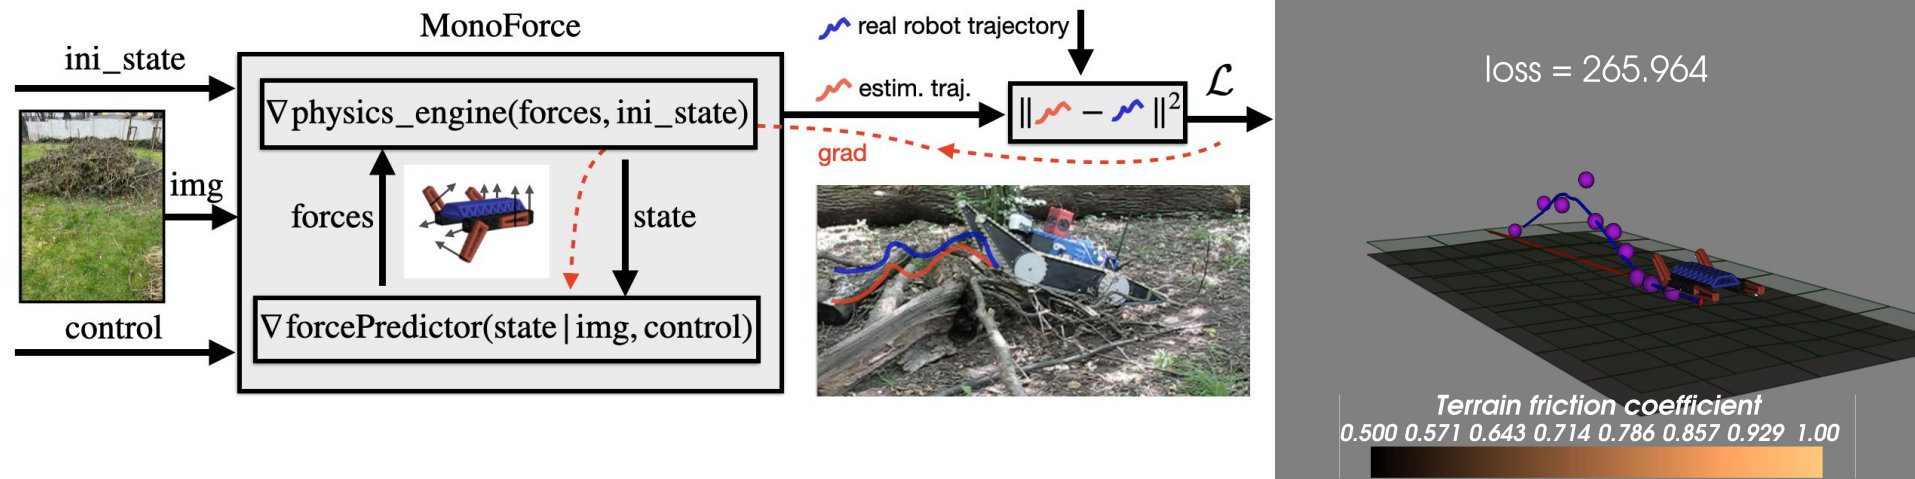 MonoForce
ini_state
∇physics_engine(forces, ini_state)
img
forces
state
control
∇forcePredictor(state | img, control)
real robot trajectory
estim. traj.
‖ − ‖²
ℒ
grad
loss = 265.964
Terrain friction coefficient
0.500 0.571 0.643 0.714 0.786 0.857 0.929 1.00